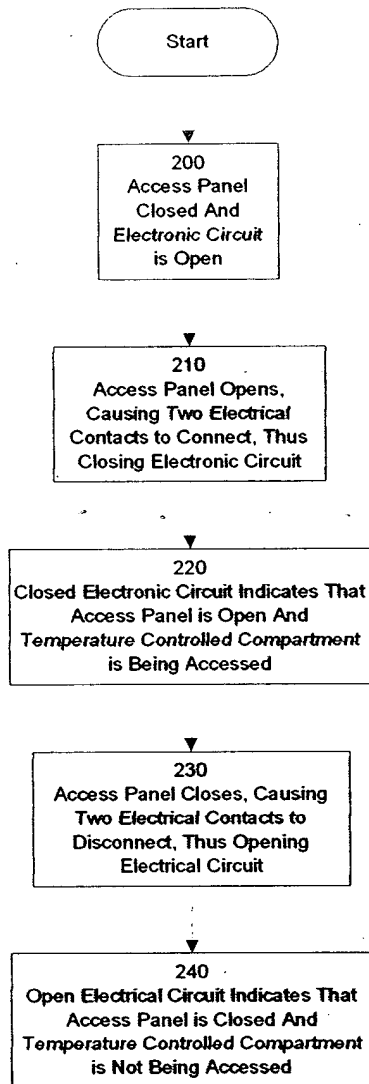 Start
200
Access Panel
Closed And
Electronic Circuit
is Open
210
Access Panel Opens,
Causing Two Electrical
Contacts to Connect, Thus
Closing Electronic Circuit
220
Closed Electronic Circuit Indicates That
Access Panel is Open And
Temperature Controlled Compartment
is Being Accessed
230
Access Panel Closes, Causing
Two Electrical Contacts to
Disconnect, Thus Opening
Electrical Circuit
240
Open Electrical Circuit Indicates That
Access Panel is Closed And
Temperature Controlled Compartment
is Not Being Accessed